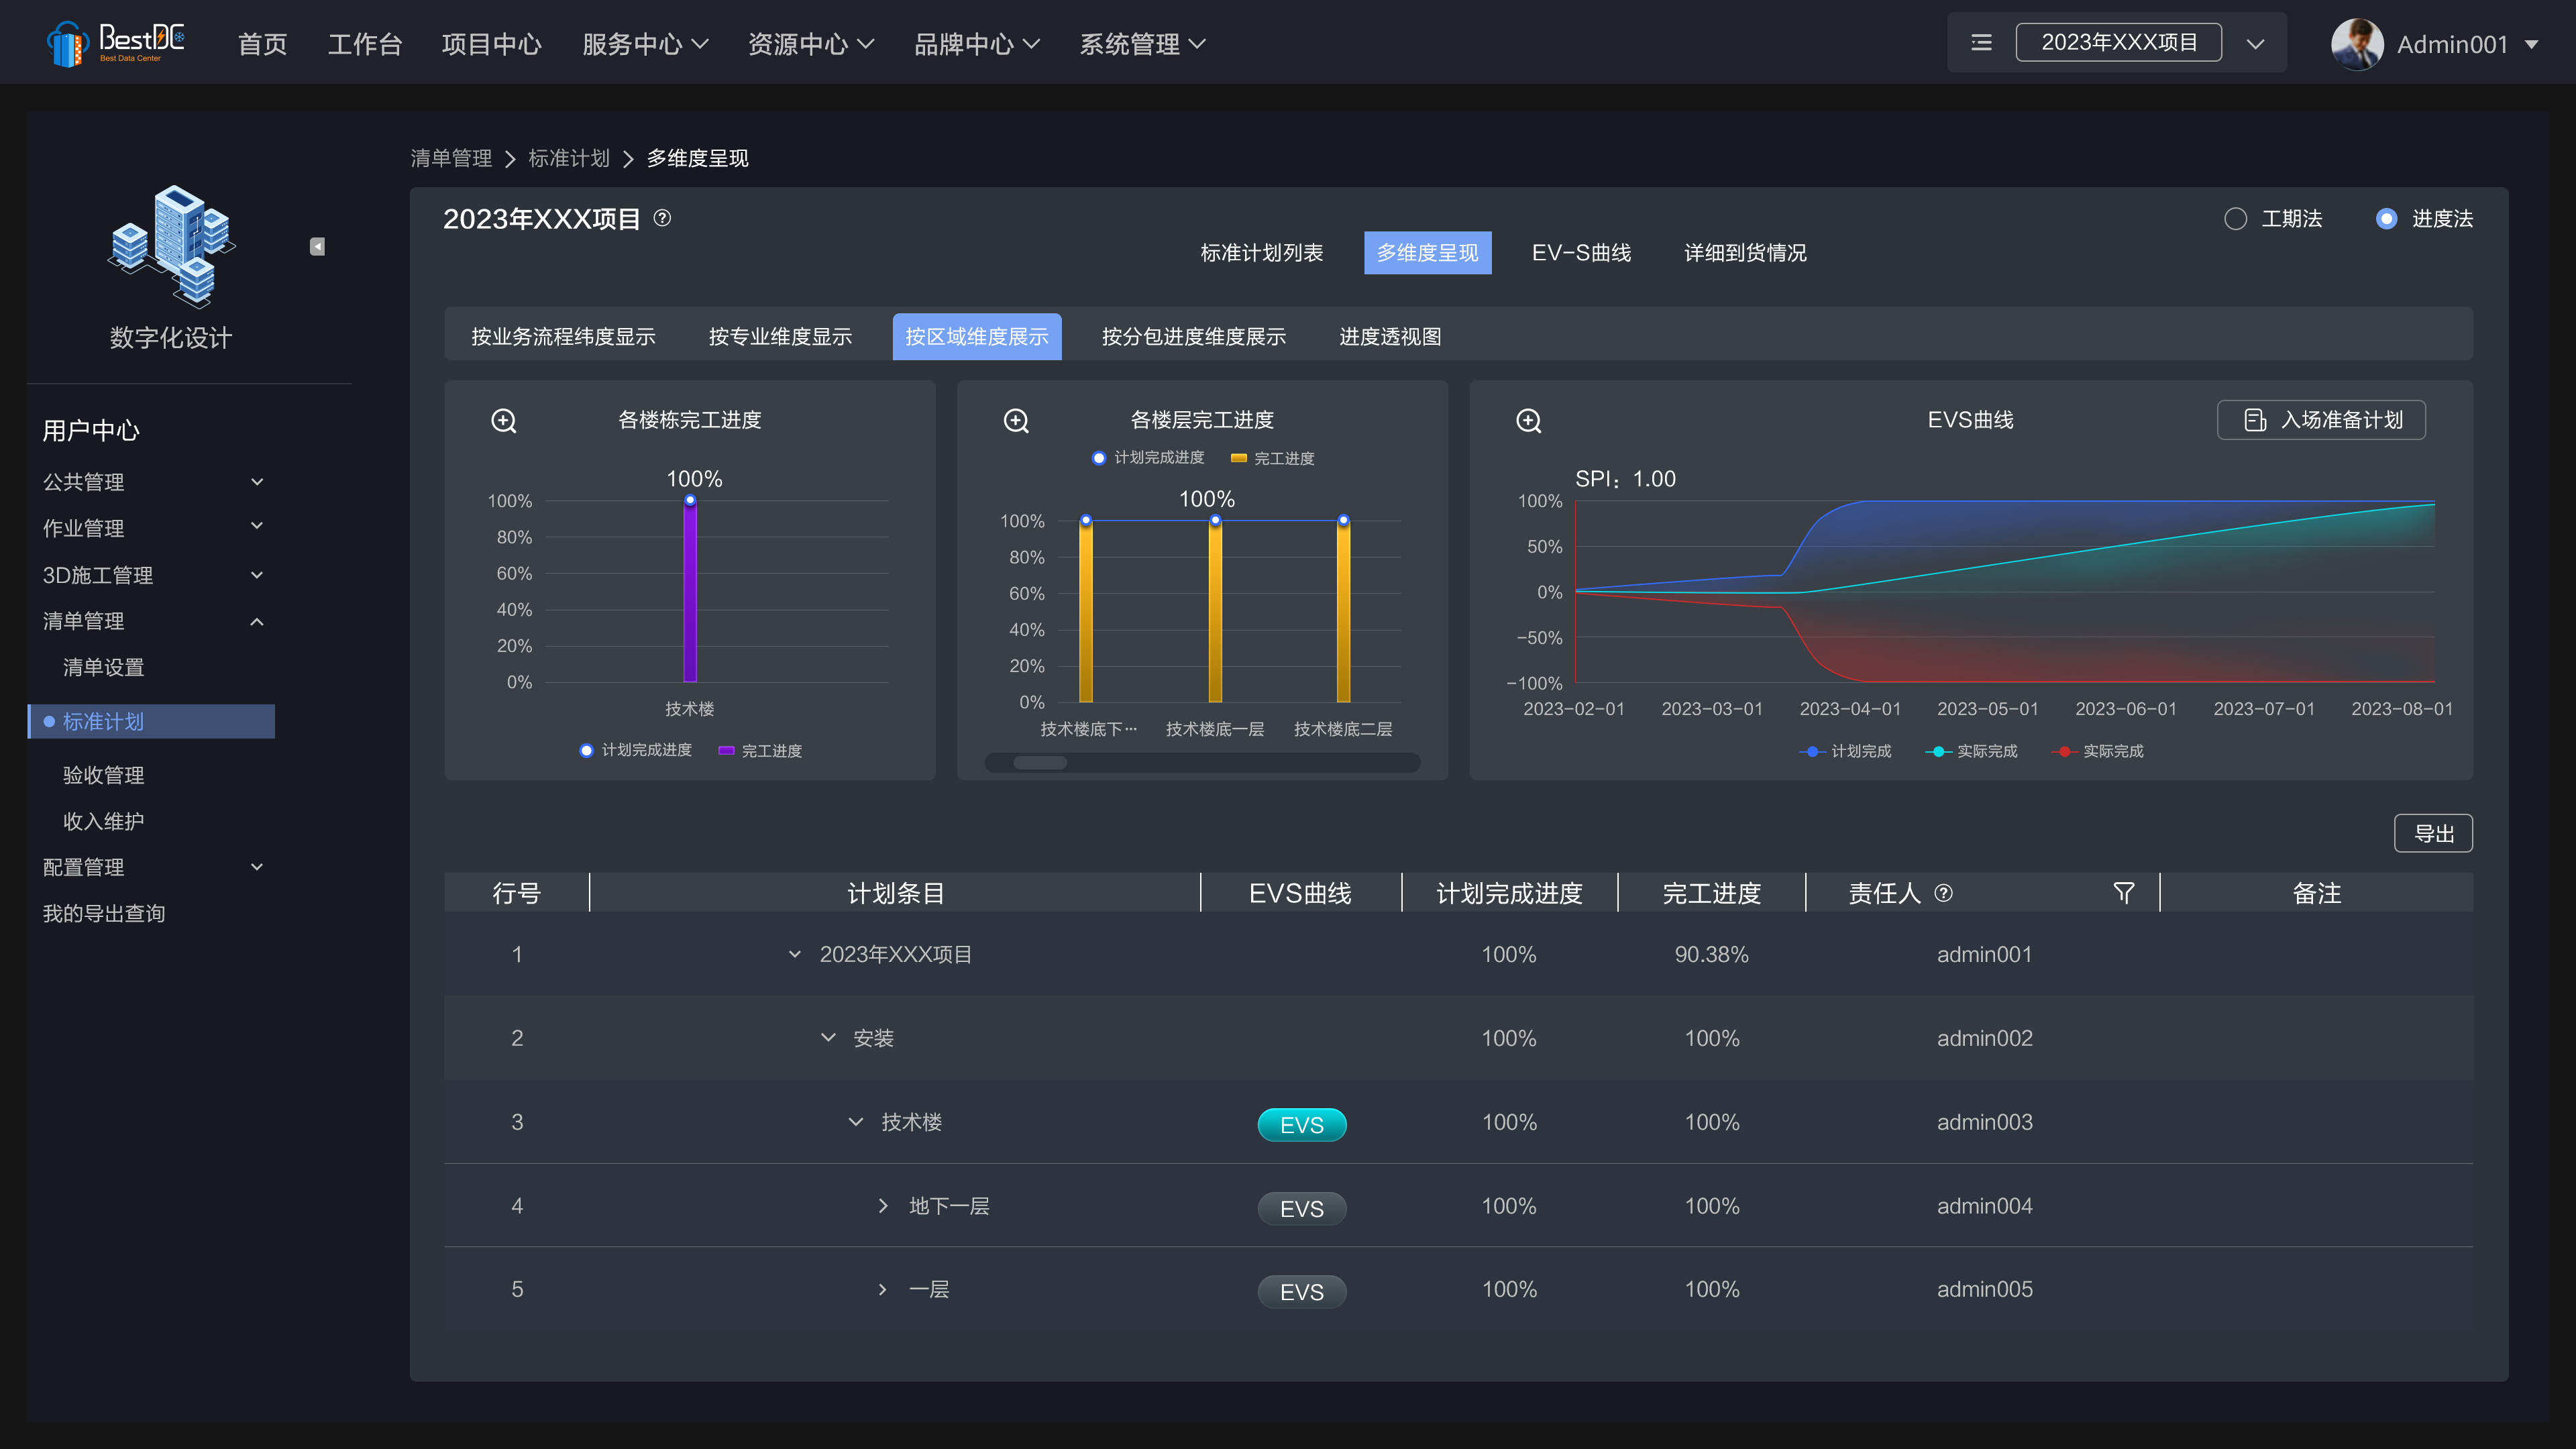 BestDC
Best Data Center
首页 工作台 项目中心 服务中心 资源中心 品牌中心 系统管理
2023年XXX项目
Admin001
数字化设计
用户中心
公共管理
作业管理
3D施工管理
清单管理
清单设置
标准计划
验收管理
收入维护
配置管理
我的导出查询
清单管理 > 标准计划 > 多维度呈现
2023年XXX项目 ?
工期法 进度法
标准计划列表 多维度呈现 EV-S曲线 详细到货情况
按业务流程纬度显示 按专业维度显示 按区域维度展示 按分包进度维度展示 进度透视图
各楼栋完工进度
100%
100%
80%
60%
40%
20%
0%
技术楼
计划完成进度 完工进度
各楼层完工进度
计划完成进度 完工进度
100%
100%
80%
60%
40%
20%
0%
技术楼底下… 技术楼底一层 技术楼底二层
EVS曲线
入场准备计划
SPI：1.00
100%
50%
0%
-50%
-100%
2023-02-01 2023-03-01 2023-04-01 2023-05-01 2023-06-01 2023-07-01 2023-08-01
计划完成 实际完成 实际完成
导出
行号 计划条目 EVS曲线 计划完成进度 完工进度 责任人 ? 备注
1 2023年XXX项目 100% 90.38% admin001
2 安装 100% 100% admin002
3 技术楼 EVS 100% 100% admin003
4 地下一层 EVS 100% 100% admin004
5 一层 EVS 100% 100% admin005